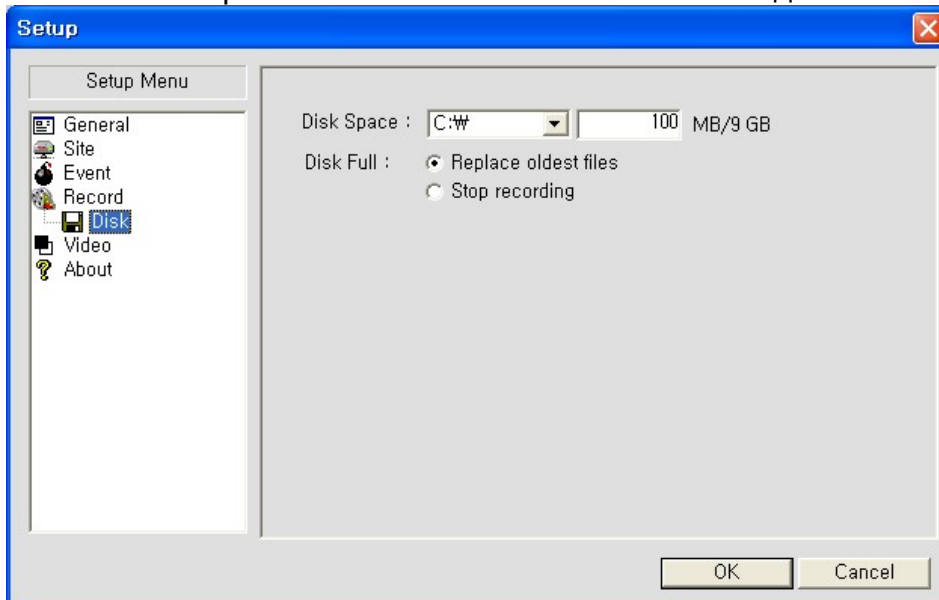 Setup
Setup Menu
General
Site
Event
Record
Disk
Video
About
Disk Space : C:₩ 100 MB/9 GB
Disk Full : Replace oldest files
Stop recording
OK Cancel